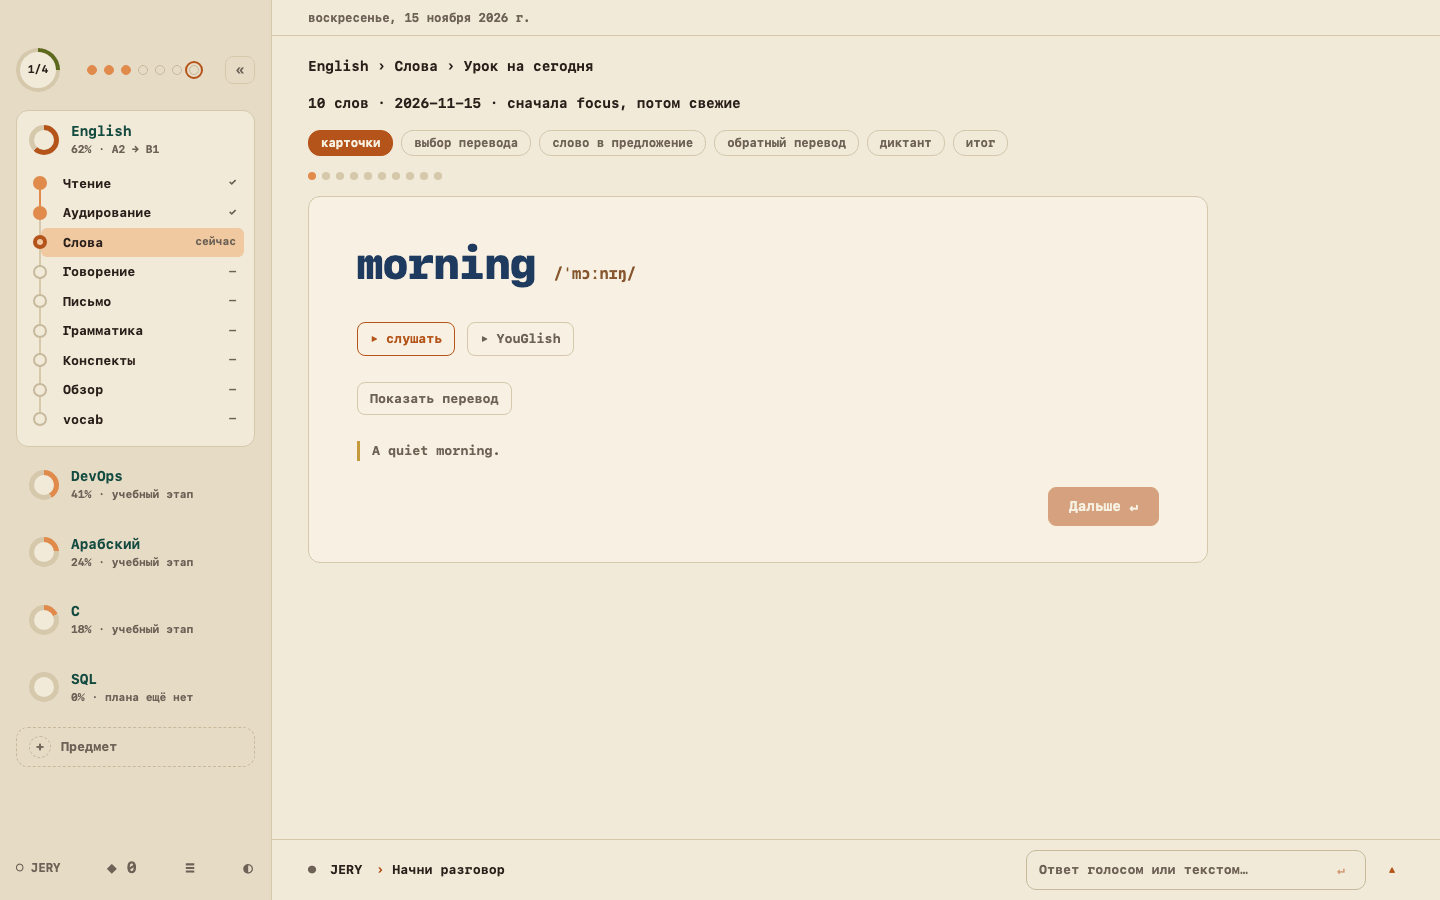 воскресенье, 15 ноября 2026 г.
1/4
«
English
62% · A2 → B1
Чтение ✓
Аудирование ✓
Слова сейчас
Говорение —
Письмо —
Грамматика —
Конспекты —
Обзор —
vocab —
DevOps
41% · учебный этап
Арабский
24% · учебный этап
C
18% · учебный этап
SQL
0% · плана ещё нет
+ Предмет
○ JERY ◆ 0 ≡ ◐
English › Слова › Урок на сегодня
10 слов · 2026-11-15 · сначала focus, потом свежие
карточки выбор перевода слово в предложение обратный перевод диктант итог
morning /ˈmɔːnɪŋ/
▸ слушать ▸ YouGlish
Показать перевод
A quiet morning.
Дальше ↵
● JERY › Начни разговор
Ответ голосом или текстом… ↵ ▲